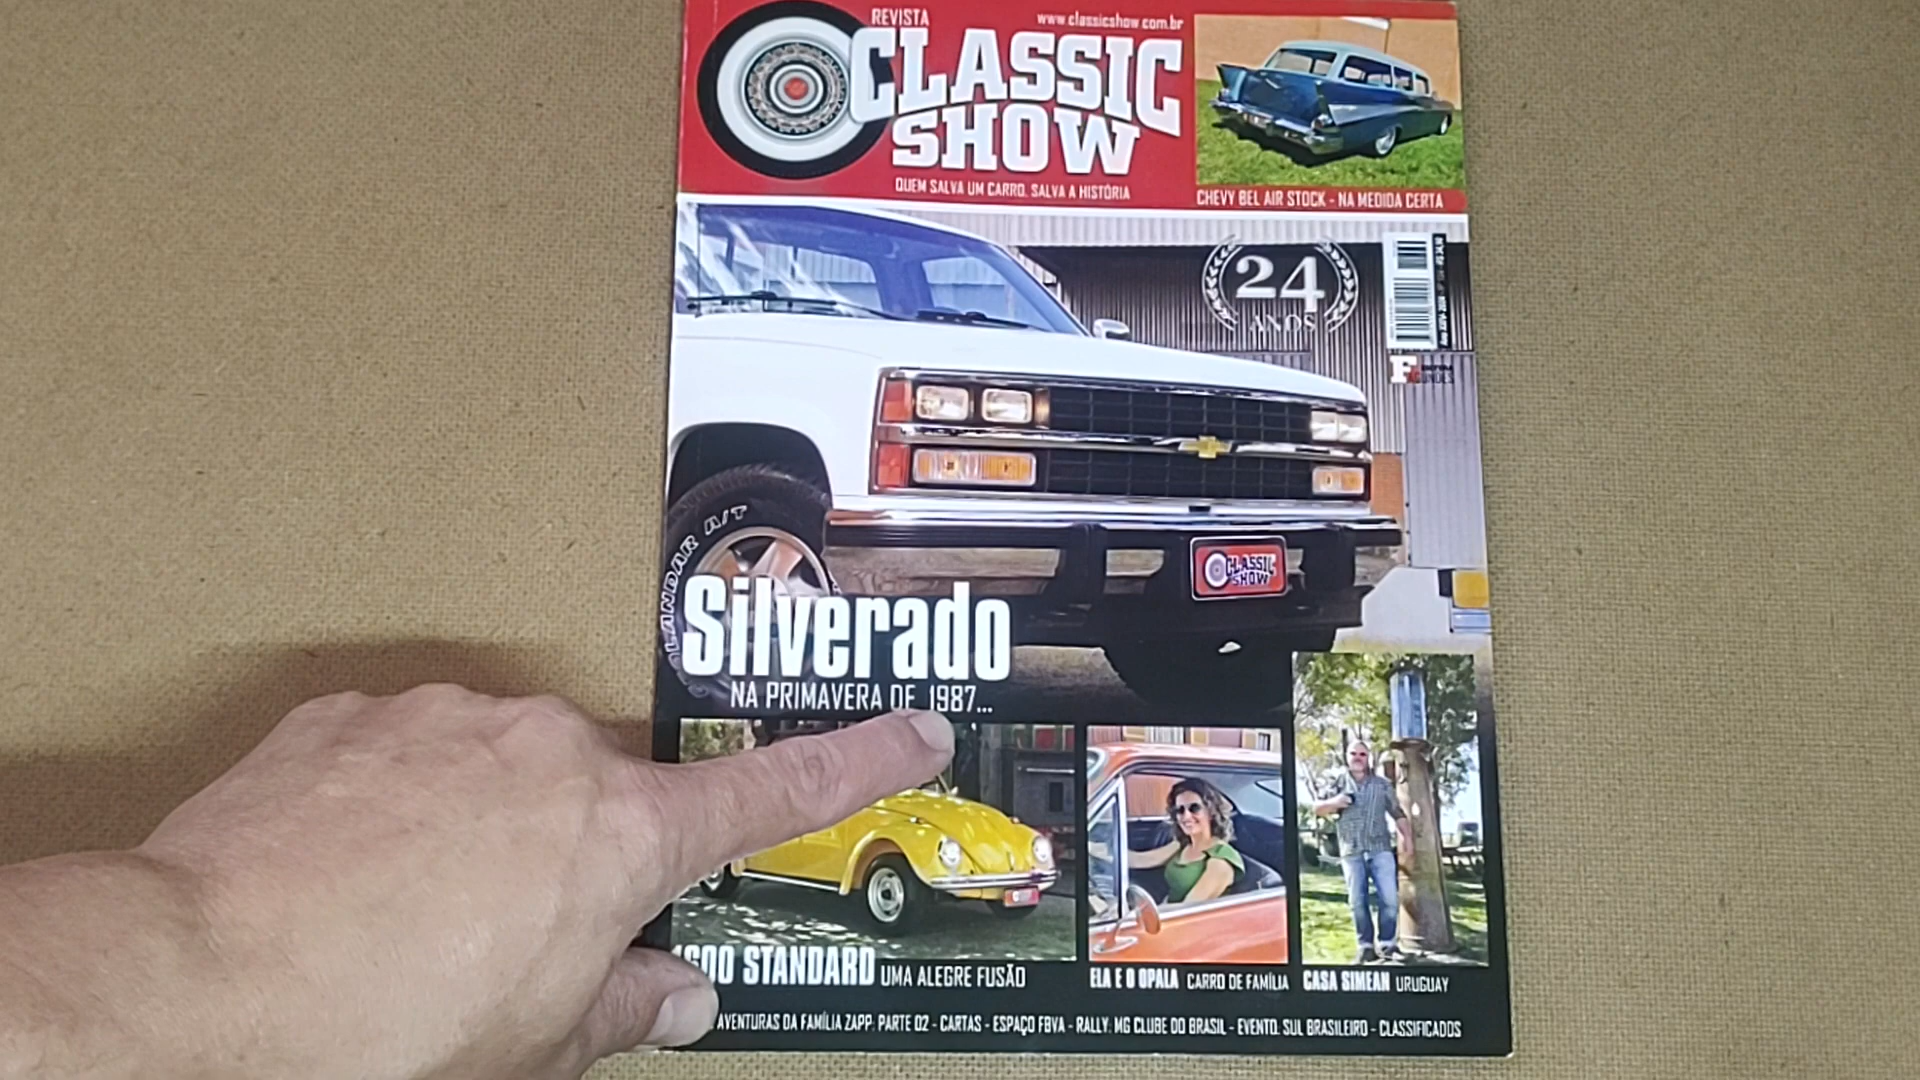 REVISTA
www.classicshow.com.br
CLASSIC
SHOW
QUEM SALVA UM CARRO, SALVA A HISTÓRIA
CHEVY BEL AIR STOCK - NA MEDIDA CERTA
24
ANOS
A/T
CLASSIC
SHOW
Silverado
NA PRIMAVERA DE 1987...
STANDARD UMA ALEGRE FUSÃO
ELA E O OPALA CARRO DE FAMÍLIA
CASA SIMEAN URUGUAY
AVENTURAS DA FAMÍLIA ZAPP: PARTE 02 - CARTAS - ESPAÇO FBVA - RALLY: MG CLUBE DO BRASIL - EVENTO: SUL BRASILEIRO - CLASSIFICADOS